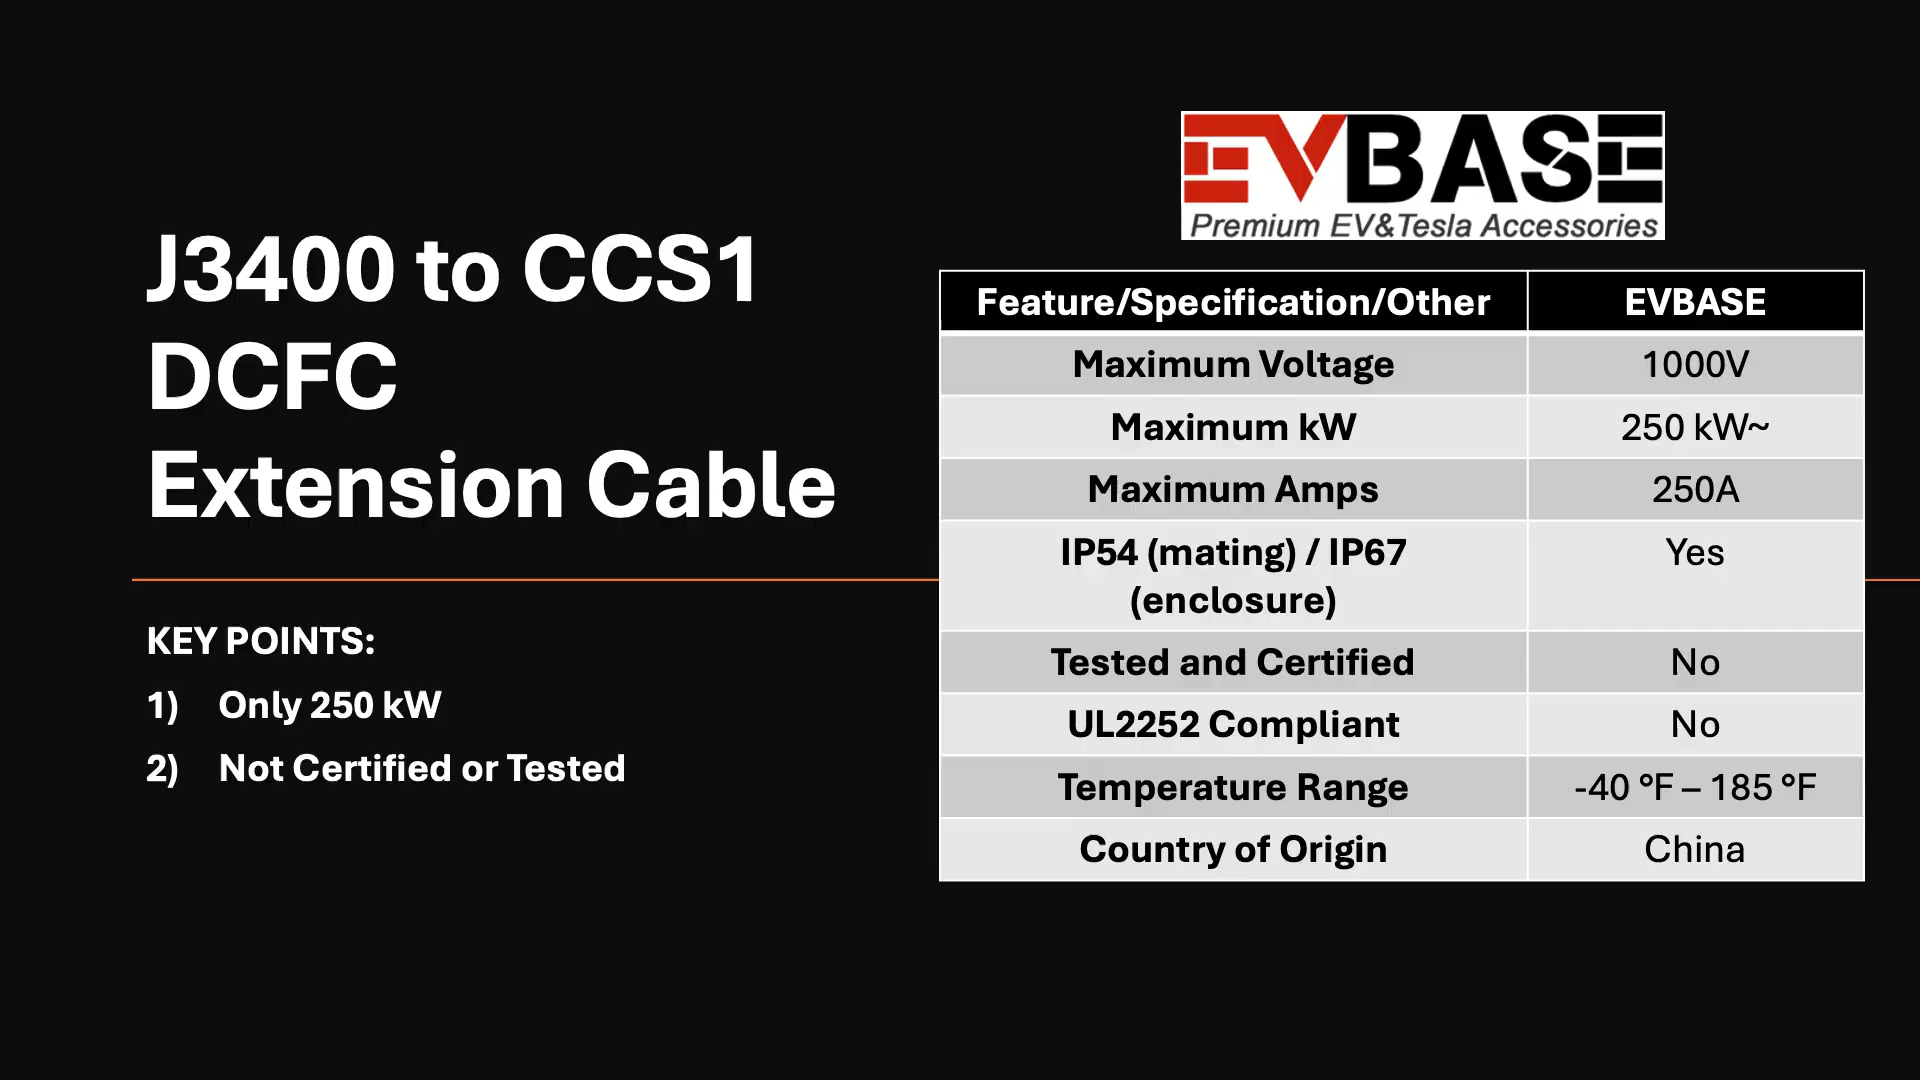 J3400 to CCS1
DCFC
Extension Cable
KEY POINTS:
1) Only 250 kW
2) Not Certified or Tested
EVBASE
Premium EV&Tesla Accessories
Feature/Specification/Other EVBASE
Maximum Voltage 1000V
Maximum kW 250 kW~
Maximum Amps 250A
IP54 (mating) / IP67 Yes
(enclosure)
Tested and Certified No
UL2252 Compliant No
Temperature Range -40 °F – 185 °F
Country of Origin China